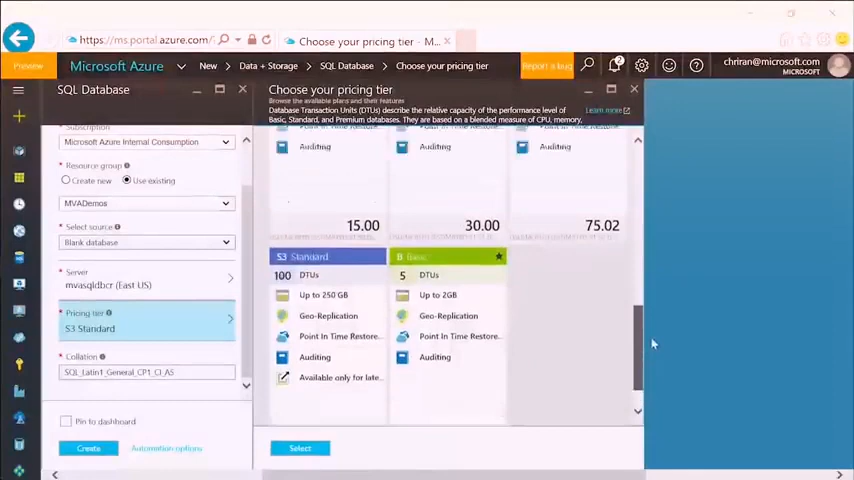 https://ms.portal.azure.com/
Choose your pricing tier - M...
Preview
Microsoft Azure
New > Data + Storage > SQL Database > Choose your pricing tier
Report a bug
2
chriran@microsoft.com
MICROSOFT
SQL Database
Subscription
Microsoft Azure Internal Consumption
* Resource group
Create new
Use existing
MVADemos
* Select source
Blank database
* Server
mvasqldbcr (East US)
* Pricing tier
S3 Standard
* Collation
SQL_Latin1_General_CP1_CI_AS
Pin to dashboard
Create
Automation options
Choose your pricing tier
Browse the available plans and their features
Database Transaction Units (DTUs) describe the relative capacity of the performance level of
Basic, Standard, and Premium databases. They are based on a blended measure of CPU, memory,
Learn more
Auditing
Auditing
Auditing
15.00
30.00
75.02
S3 Standard
100 DTUs
Up to 250 GB
Geo-Replication
Point In Time Restore...
Auditing
Available only for late...
B Basic
5 DTUs
Up to 2GB
Geo-Replication
Point In Time Restore..
Auditing
Select